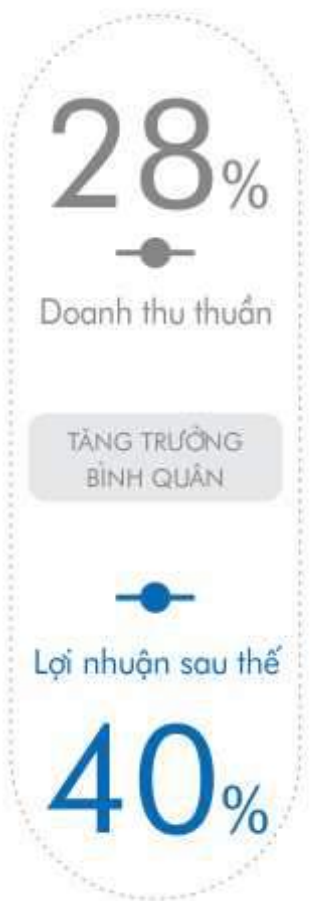 28%
Doanh thu thuần
TĂNG TRƯỞNG
BÌNH QUÂN
Lợi nhuận sau thế
40%